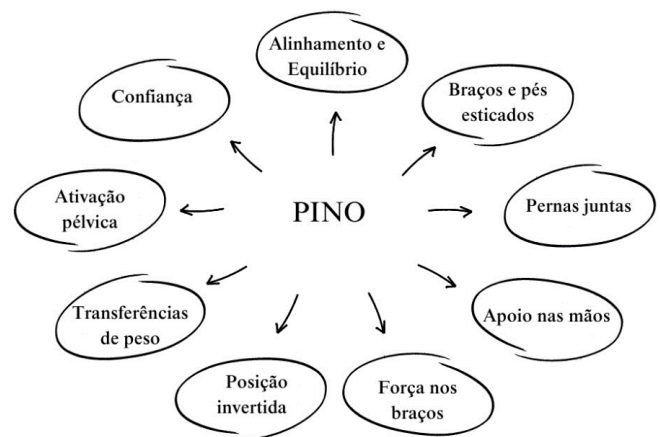 Alinhamento e
Equilíbrio
Confiança
Braços e pés
esticados
Ativação
pélvica
PINO
Pernas juntas
Transferências
de peso
Apoio nas mãos
Posição
invertida
Força nos
braços